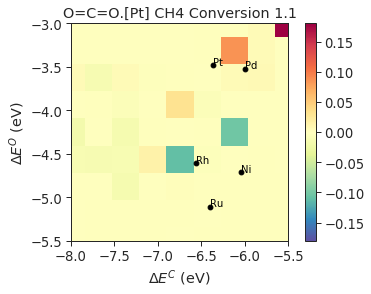 O=C=O.[Pt] CH4 Conversion 1.1
−3.0
−3.5
−4.0
−4.5
−5.0
−5.5
ΔE^O (eV)
Pt
Pd
Rh
Ni
Ru
−8.0 −7.5 −7.0 −6.5 −6.0 −5.5
ΔE^C (eV)
0.15
0.10
0.05
0.00
−0.05
−0.10
−0.15